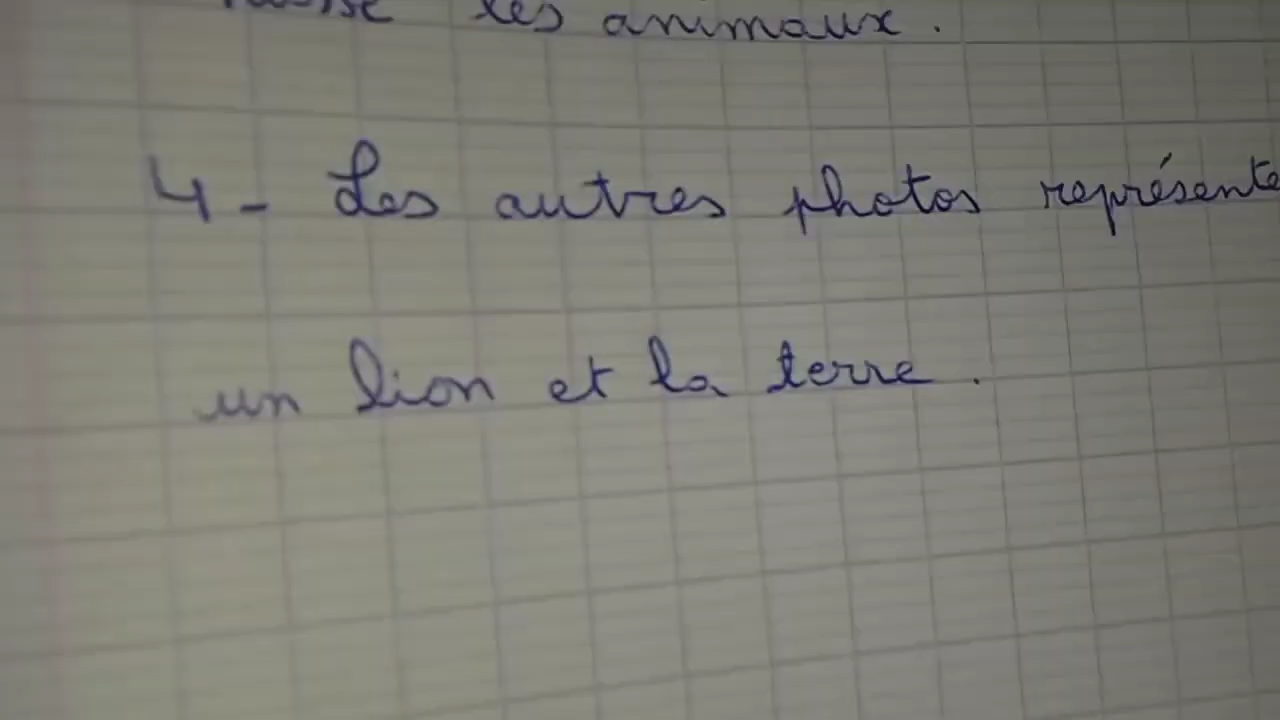 les animaux.
4- Les autres photos représente
un lion et la terre.